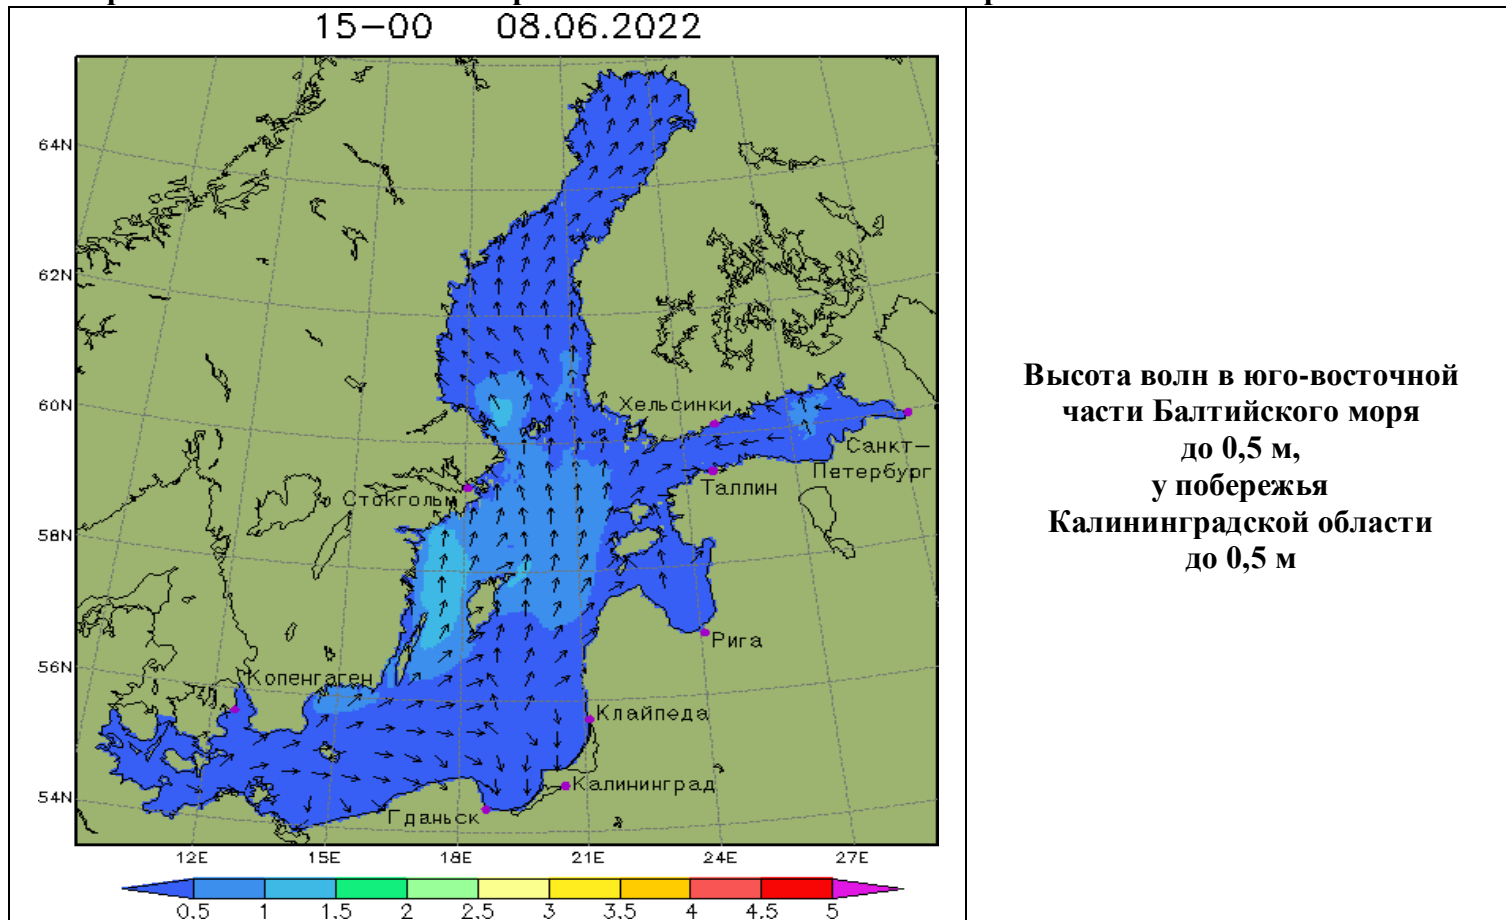 15-00 08.06.2022
64N
62N
60N
58N
56N
54N
Хельсинки
Санкт-
Петербург
Таллин
Стокгольм
Рига
Копенгаген
Клайпеда
Калининград
Гданьск
12E 15E 18E 21E 24E 27E
0.5 1 1.5 2 2.5 3 3.5 4 4.5 5
Высота волн в юго-восточной
части Балтийского моря
до 0,5 м,
у побережья
Калининградской области
до 0,5 м